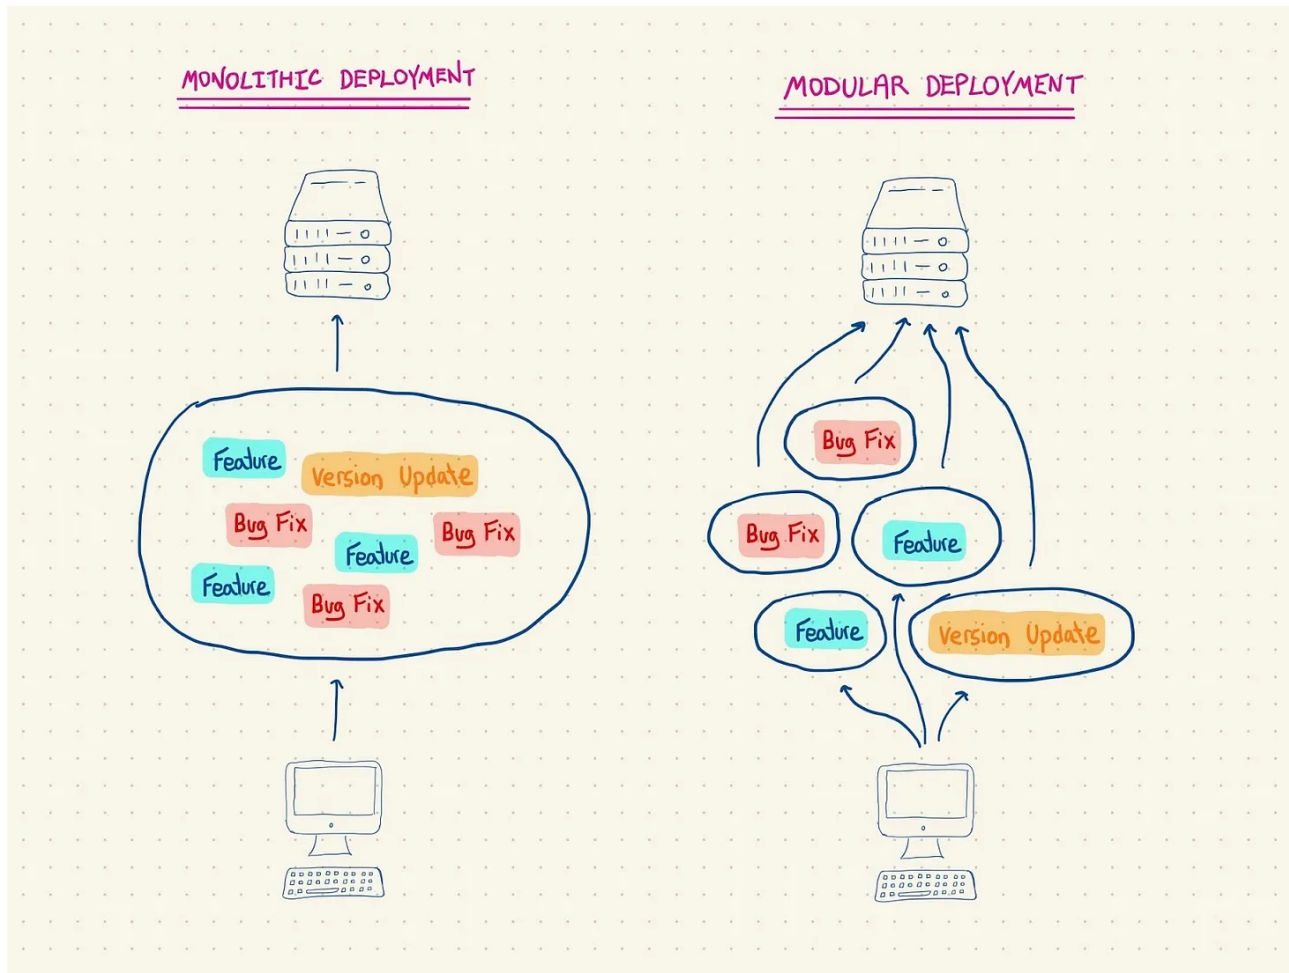 MONOLITHIC DEPLOYMENT
Feature
Version Update
Bug Fix
Bug Fix
Feature
Feature
Bug Fix
MODULAR DEPLOYMENT
Bug Fix
Bug Fix
Feature
Feature
Version Update